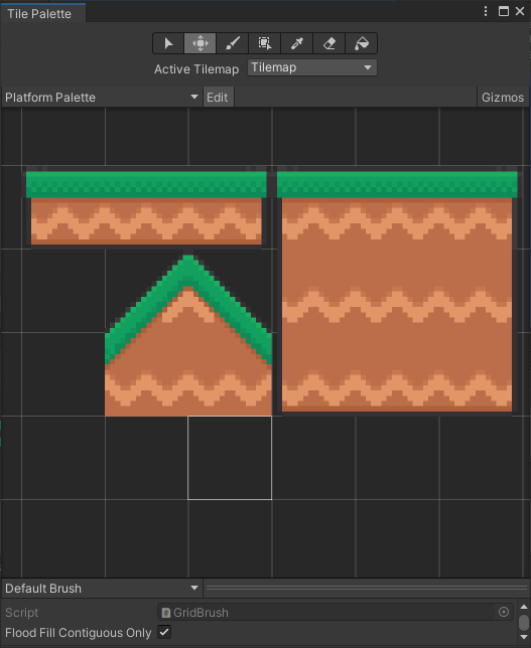 Tile Palette
Active Tilemap Tilemap
Platform Palette Edit Gizmos
Default Brush
Script GridBrush
Flood Fill Contiguous Only